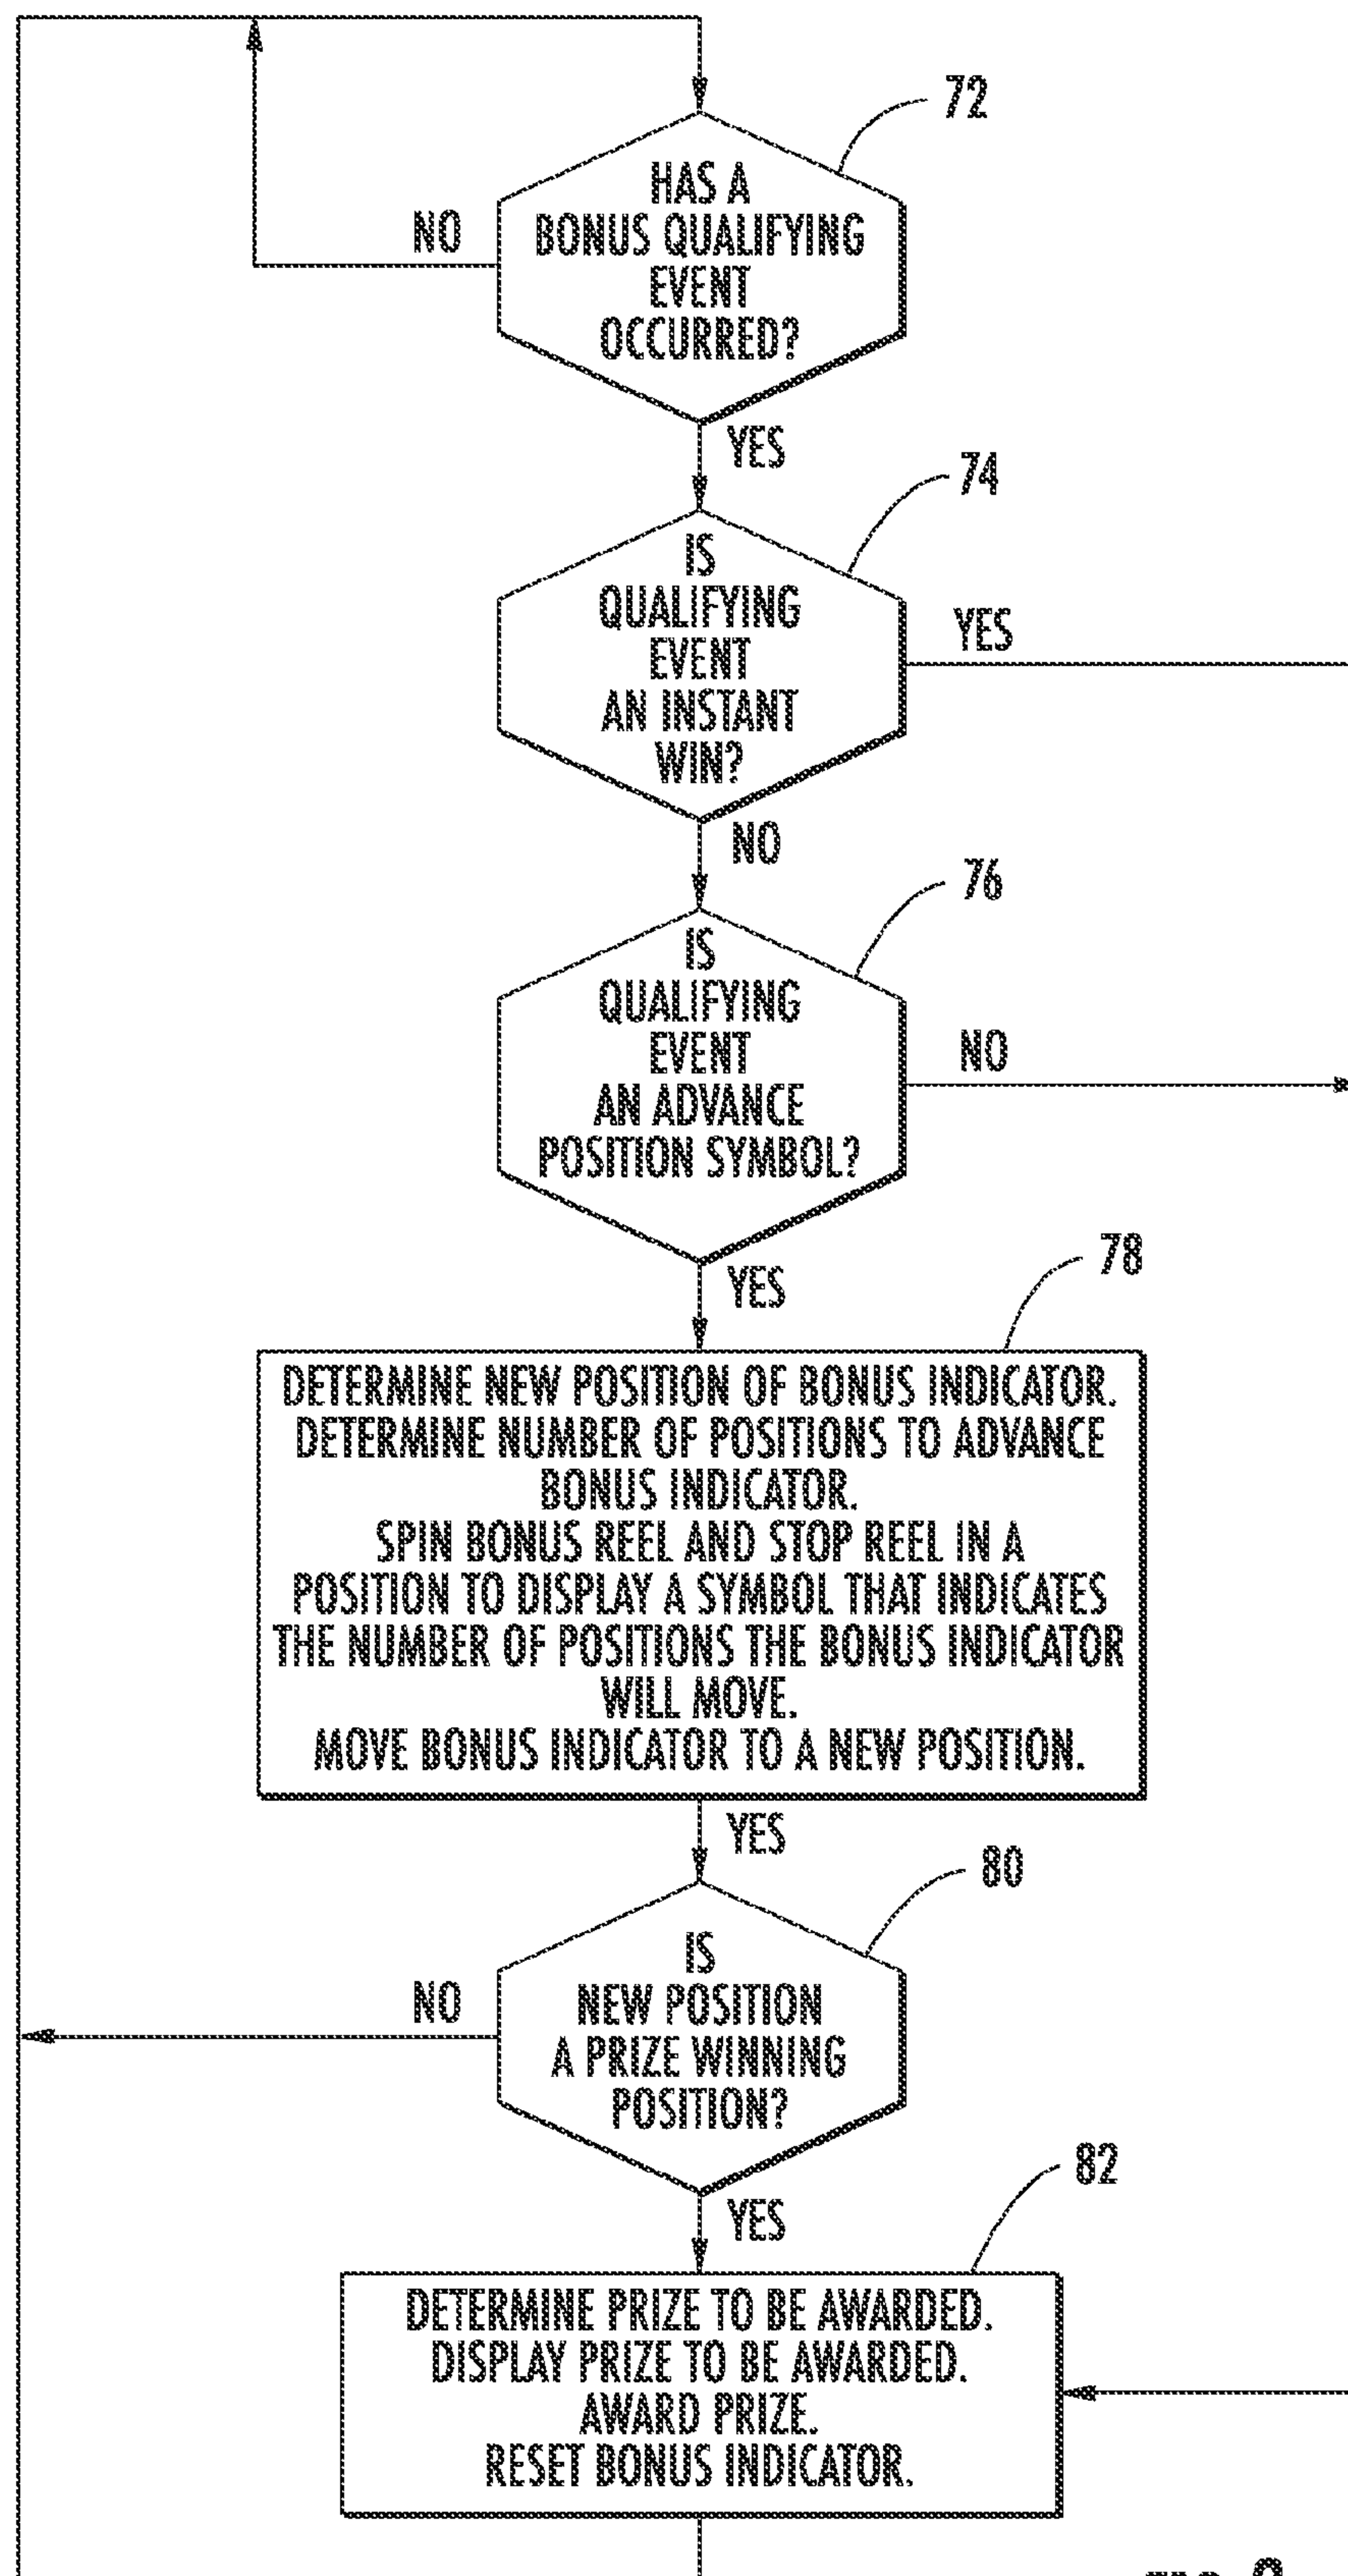 72
HAS A
BONUS QUALIFYING
EVENT
OCCURRED?
NO
YES
74
IS
QUALIFYING
EVENT
AN INSTANT
WIN?
YES
NO
76
IS
QUALIFYING
EVENT
AN ADVANCE
POSITION SYMBOL?
NO
YES
78
DETERMINE NEW POSITION OF BONUS INDICATOR.
DETERMINE NUMBER OF POSITIONS TO ADVANCE
BONUS INDICATOR.
SPIN BONUS REEL AND STOP REEL IN A
POSITION TO DISPLAY A SYMBOL THAT INDICATES
THE NUMBER OF POSITIONS THE BONUS INDICATOR
WILL MOVE.
MOVE BONUS INDICATOR TO A NEW POSITION.
YES
80
IS
NEW POSITION
A PRIZE WINNING
POSITION?
NO
YES
82
DETERMINE PRIZE TO BE AWARDED.
DISPLAY PRIZE TO BE AWARDED.
AWARD PRIZE.
RESET BONUS INDICATOR.